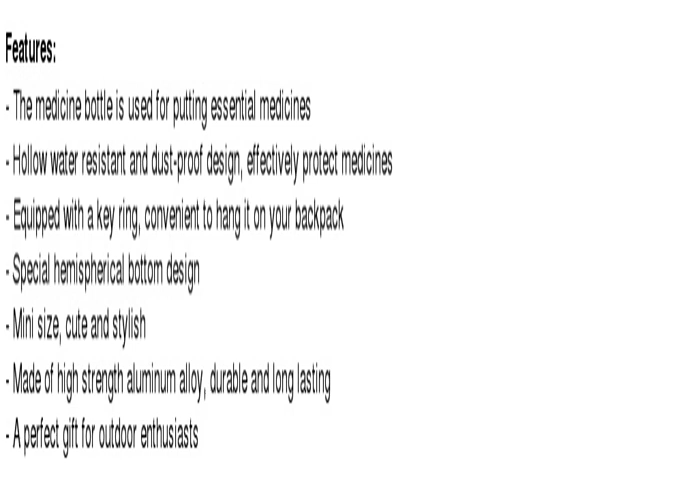 Features:
- The medicine bottle is used for putting essential medicines
- Hollow water resistant and dust-proof design, effectively protect medicines
- Equipped with a key ring, convenient to hang it on your backpack
- Special hemispherical bottom design
- Mini size, cute and stylish
- Made of high strength aluminum alloy, durable and long lasting
- A perfect gift for outdoor enthusiasts